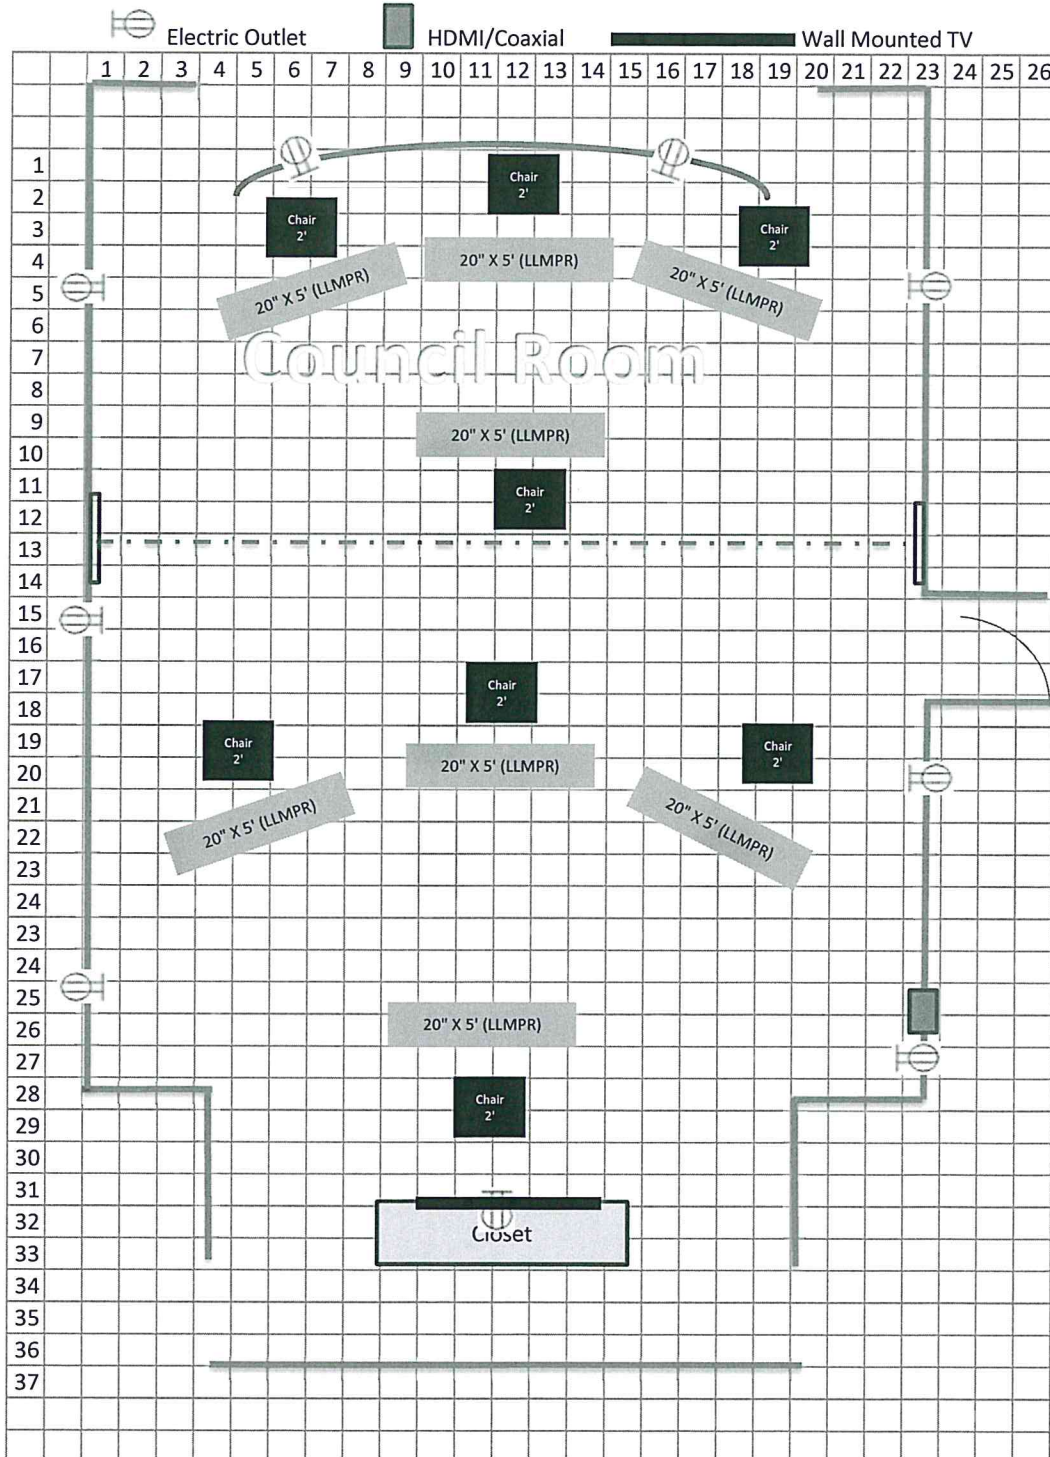 Electric Outlet HDMI/Coaxial Wall Mounted TV
1 2 3 4 5 6 7 8 9 10 11 12 13 14 15 16 17 18 19 20 21 22 23 24 25 26
1
Chair
2'
2
Chair
2'
Chair
2'
3
4
20" X 5' (LLMPR)
20" X 5' (LLMPR)
20" X 5' (LLMPR)
5
6
Council Room
7
8
9
20" X 5' (LLMPR)
10
11
Chair
2'
12
13
14
15
16
17
Chair
2'
18
19
Chair
2'
Chair
2'
20
20" X 5' (LLMPR)
21
20" X 5' (LLMPR)
20" X 5' (LLMPR)
22
23
24
23
24
25
26
20" X 5' (LLMPR)
27
28
Chair
2'
29
30
31
32
Closet
33
34
35
36
37